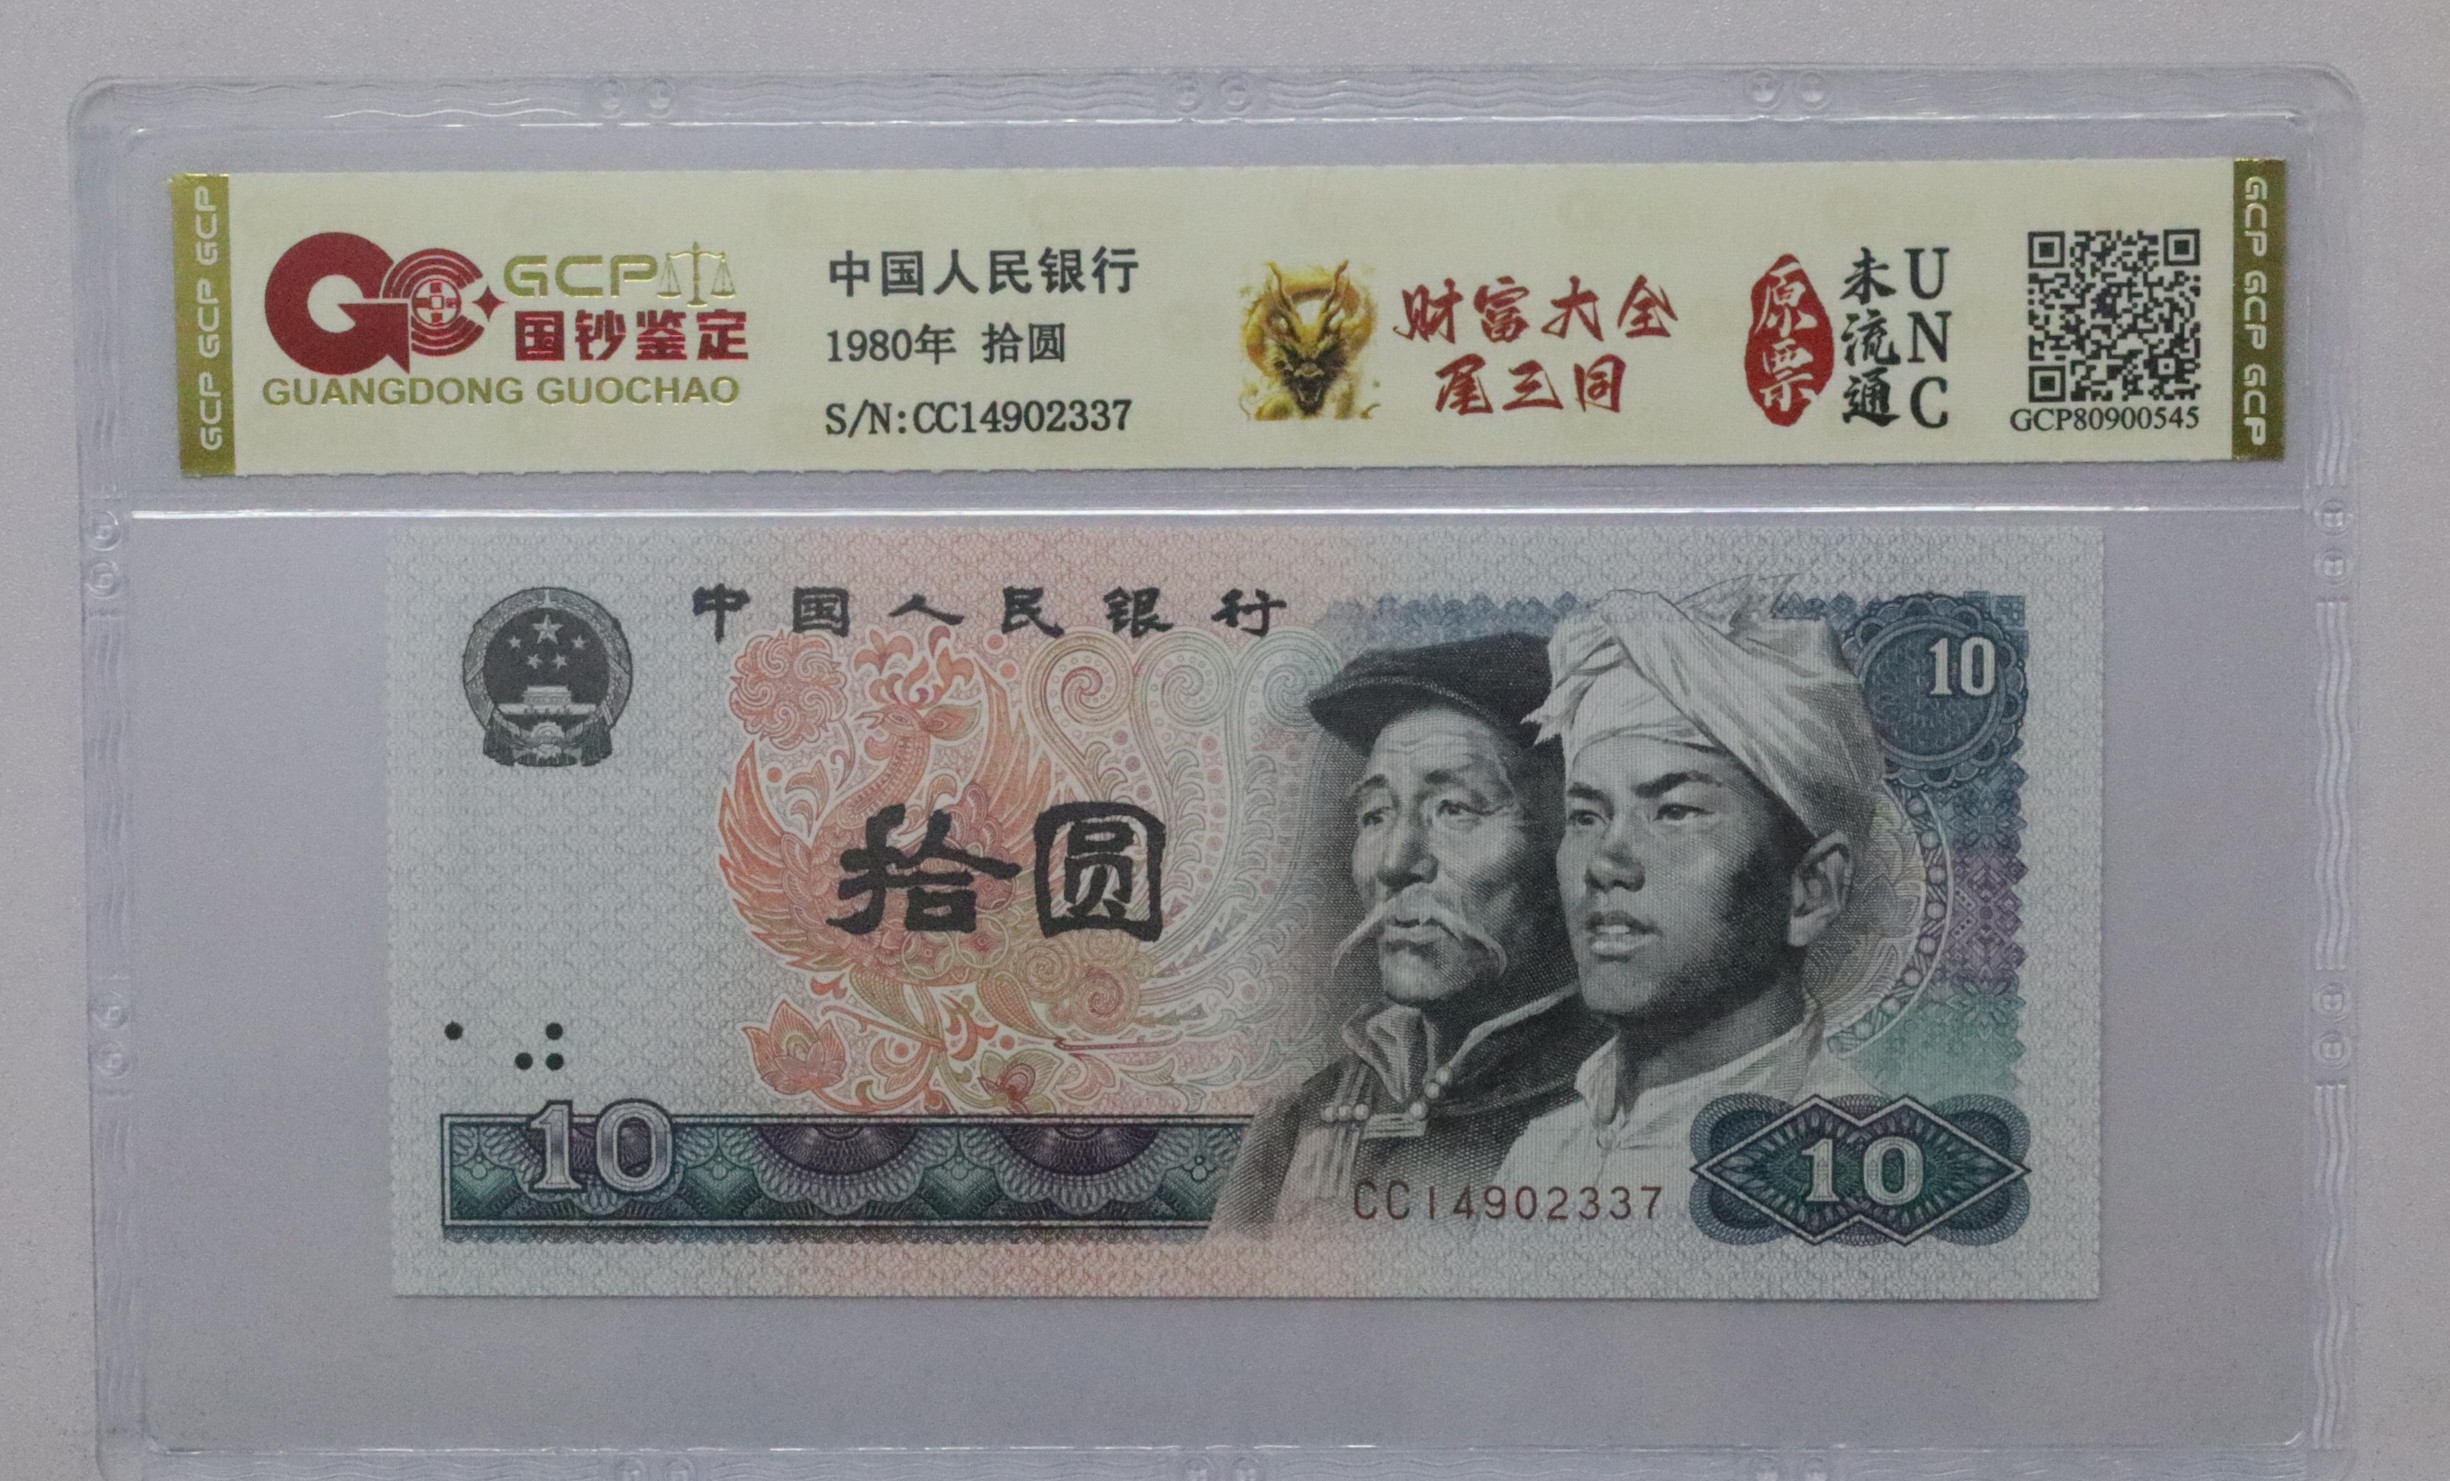 GCP GCP GCP
GCP
国钞鉴定
GUANGDONG GUOCHAO
中国人民银行
1980年 拾圆
S/N:CC14902337
财富大全
尾三同
原票
未流通
UNC
GCP80900545
GCP GCP GCP
中国人民银行
10
拾圆
10
CC14902337
10